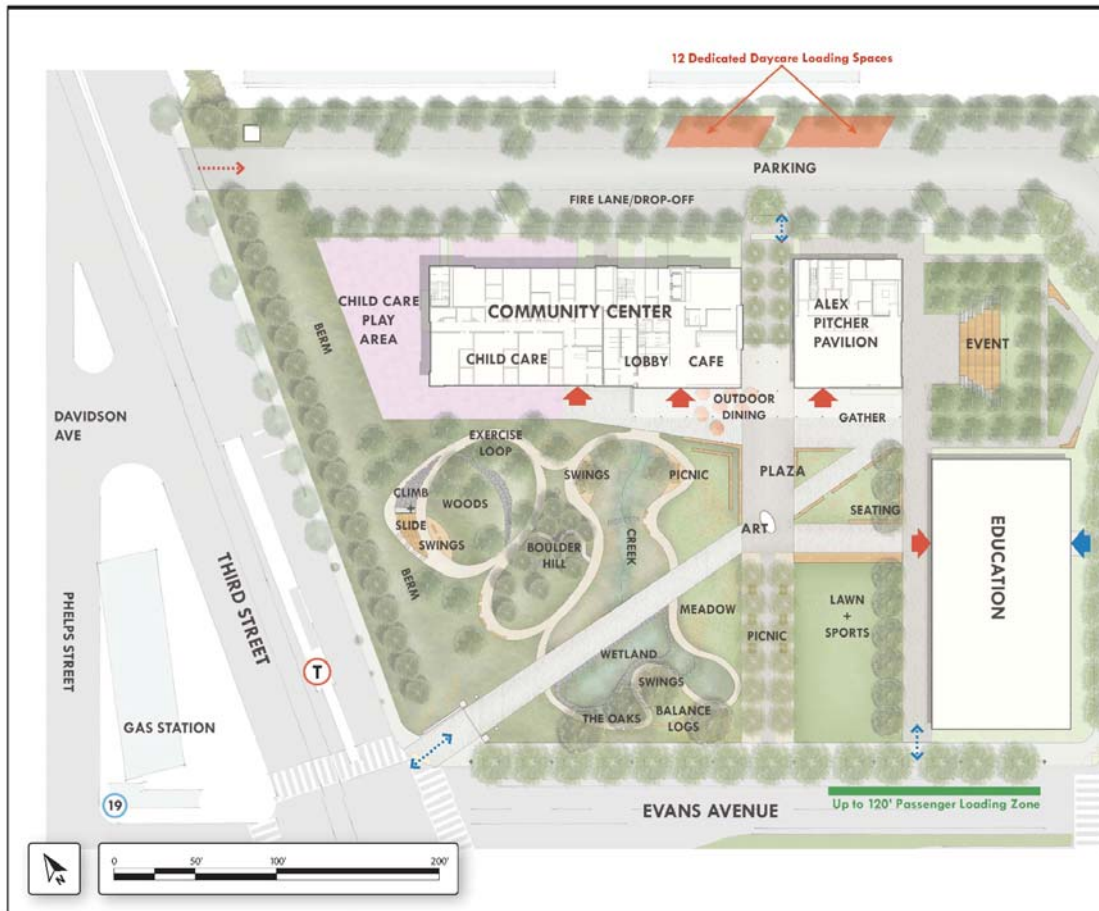 12 Dedicated Daycare Loading Spaces
PARKING
FIRE LANE/DROP-OFF
CHILD CARE
PLAY
AREA
COMMUNITY CENTER
CHILD CARE
LOBBY
CAFE
ALEX
PITCHER
PAVILION
EVENT
BERM
OUTDOOR
DINING
GATHER
DAVIDSON
AVE
EXERCISE
LOOP
SWINGS
PICNIC
PLAZA
CLIMB
+
SLIDE
WOODS
SWINGS
BOULDER
HILL
CREEK
ART
SEATING
EDUCATION
BERM
MEADOW
PICNIC
LAWN
+
SPORTS
PHELPS STREET
THIRD STREET
T
WETLAND
SWINGS
THE OAKS
BALANCE
LOGS
GAS STATION
19
EVANS AVENUE
Up to 120' Passenger Loading Zone
N
0 50' 100' 200'